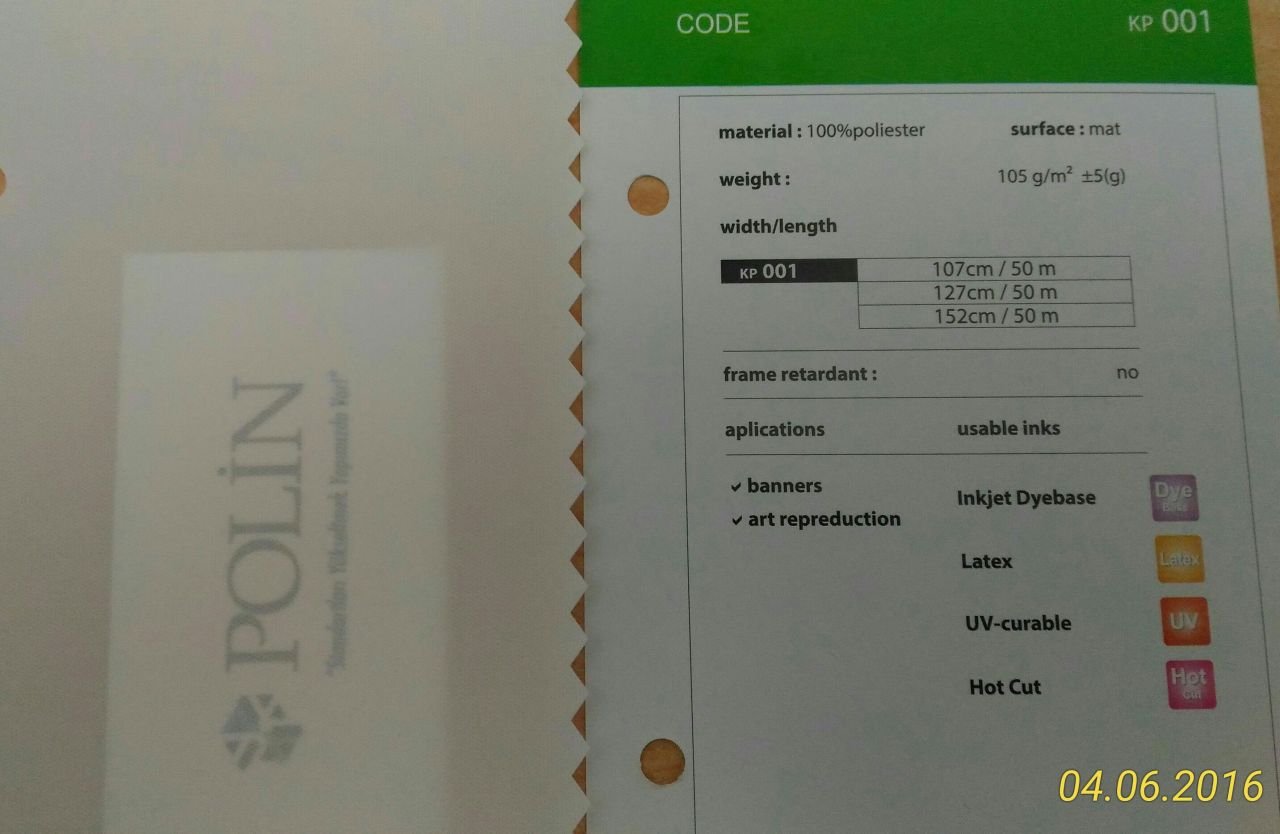 CODE KP 001
material : 100%poliester surface : mat
weight : 105 g/m² ±5(g)
width/length
KP 001 107cm / 50 m
127cm / 50 m
152cm / 50 m
frame retardant : no
aplications usable inks
banners
art repreduction
Inkjet Dyebase Dye
Latex Latex
UV-curable UV
Hot Cut Hot
Cut
POLİN
04.06.2016